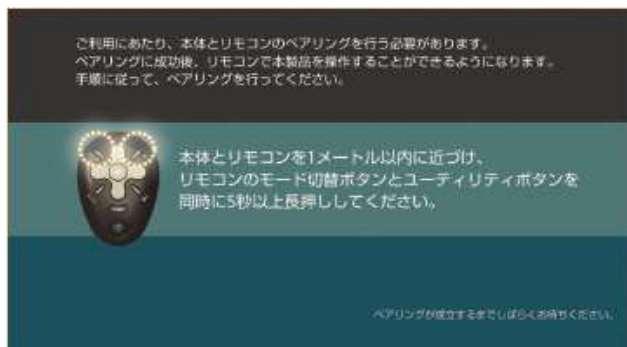 ご利用にあたり、本体とリモコンのペアリングを行う必要があります。
ペアリングに成功後、リモコンで本製品を操作することができるようになります。
手順に従って、ペアリングを行ってください。
本体とリモコンを1メートル以内に近づけ、
リモコンのモード切替ボタンとユーティリティボタンを
同時に5秒以上長押ししてください。
ペアリングが成立するまでしばらくお待ちください。